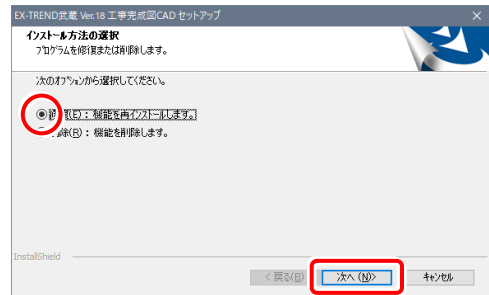 EX-TREND武蔵 Ver.18 工事完成図CAD セットアップ
インストール方法の選択
プログラムを修復または削除します。
次のオプションから選択してください。
(E)：機能を再インストールします。
除(R)：機能を削除します。
InstallShield
< 戻る(B)
次へ (N)>
キャンセル